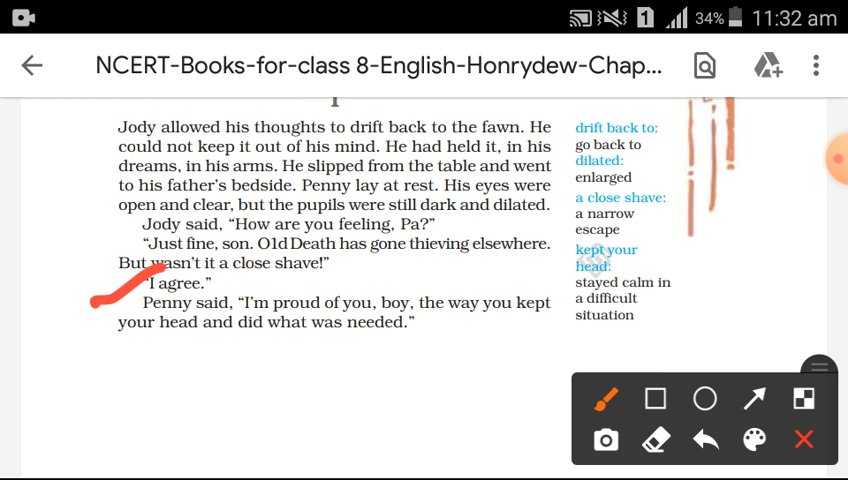 1 34% 11:32 am
NCERT-Books-for-class 8-English-Honrydew-Chap...
Jody allowed his thoughts to drift back to the fawn. He
could not keep it out of his mind. He had held it, in his
dreams, in his arms. He slipped from the table and went
to his father's bedside. Penny lay at rest. His eyes were
open and clear, but the pupils were still dark and dilated.
Jody said, “How are you feeling, Pa?”
“Just fine, son. O1d Death has gone thieving elsewhere.
But wasn't it a close shave!”
“I agree.”
Penny said, “I'm proud of you, boy, the way you kept
your head and did what was needed.”
drift back to:
go back to
dilated:
enlarged
a close shave:
a narrow
escape
kept your
head:
stayed calm in
a difficult
situation